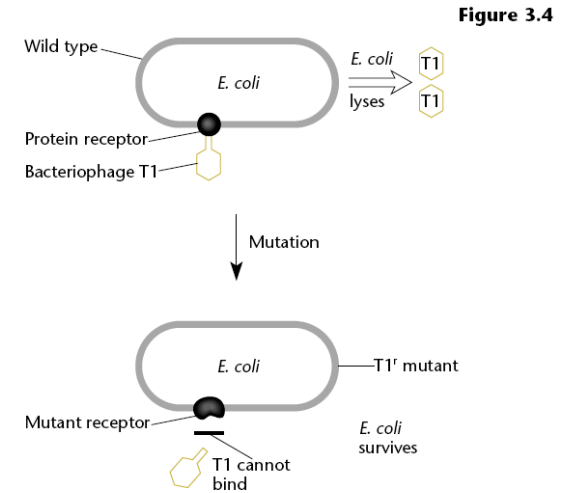 Figure 3.4
Wild type
E. coli
E. coli
lyses
T1
T1
Protein receptor
Bacteriophage T1
Mutation
E. coli
T1ʳ mutant
Mutant receptor
E. coli
survives
T1 cannot
bind